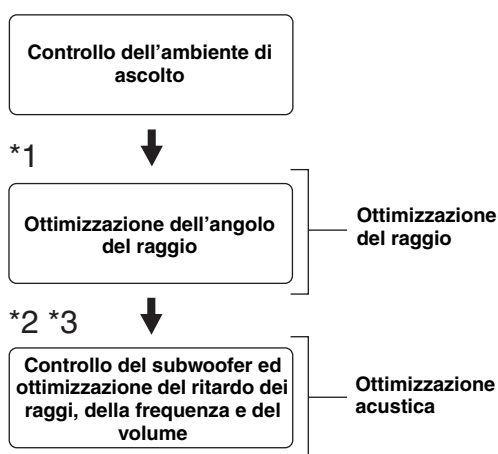 Controllo dell'ambiente di
ascolto
*1
Ottimizzazione dell'angolo
del raggio
Ottimizzazione
del raggio
*2 *3
Controllo del subwoofer ed
ottimizzazione del ritardo dei
raggi, della frequenza e del
volume
Ottimizzazione
acustica